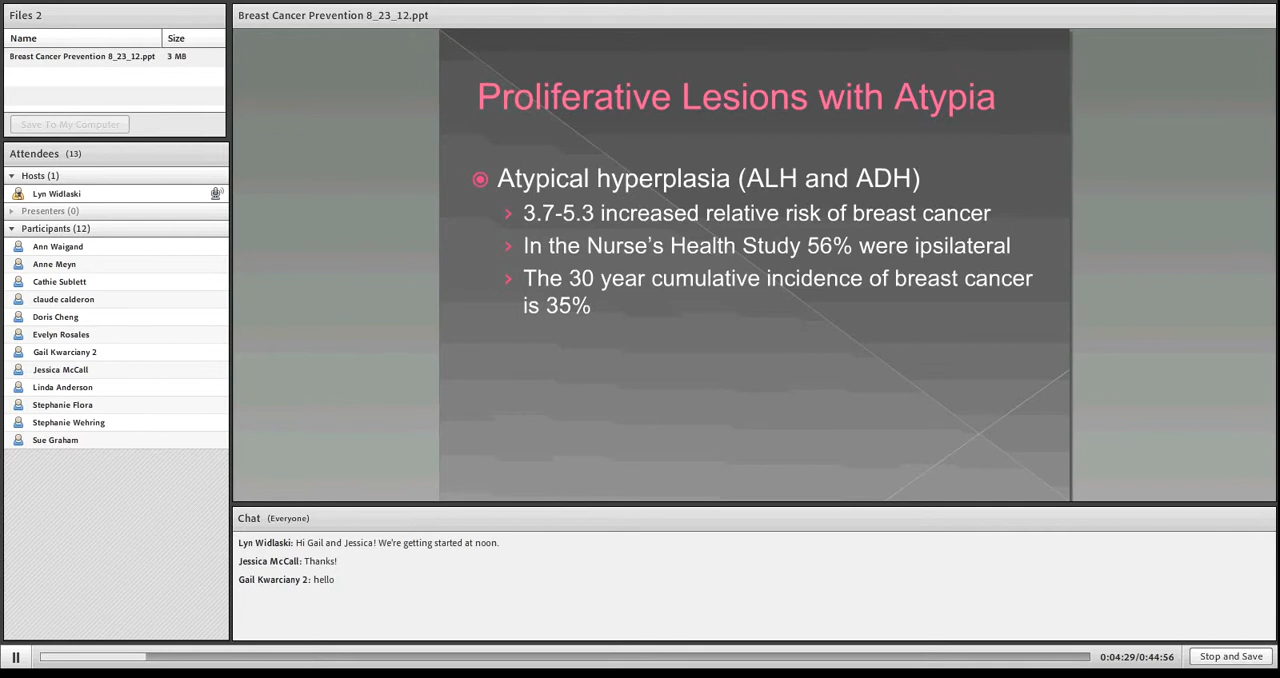 Files 2
Name Size
Breast Cancer Prevention 8_23_12.ppt 3 MB
Save To My Computer
Attendees (13)
Hosts (1)
Lyn Widlaski
Presenters (0)
Participants (12)
Ann Waigand
Anne Meyn
Cathie Sublett
claude calderon
Doris Cheng
Evelyn Rosales
Gail Kwarciany 2
Jessica McCall
Linda Anderson
Stephanie Flora
Stephanie Wehring
Sue Graham
Breast Cancer Prevention 8_23_12.ppt
Proliferative Lesions with Atypia
Atypical hyperplasia (ALH and ADH)
3.7-5.3 increased relative risk of breast cancer
In the Nurse’s Health Study 56% were ipsilateral
The 30 year cumulative incidence of breast cancer
is 35%
Chat (Everyone)
Lyn Widlaski: Hi Gail and Jessica! We're getting started at noon.
Jessica McCall: Thanks!
Gail Kwarciany 2: hello
0:04:29/0:44:56
Stop and Save